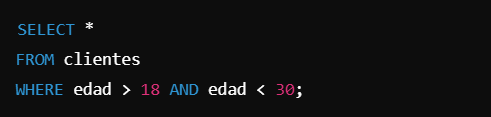 SELECT *
FROM clientes
WHERE edad > 18 AND edad < 30;